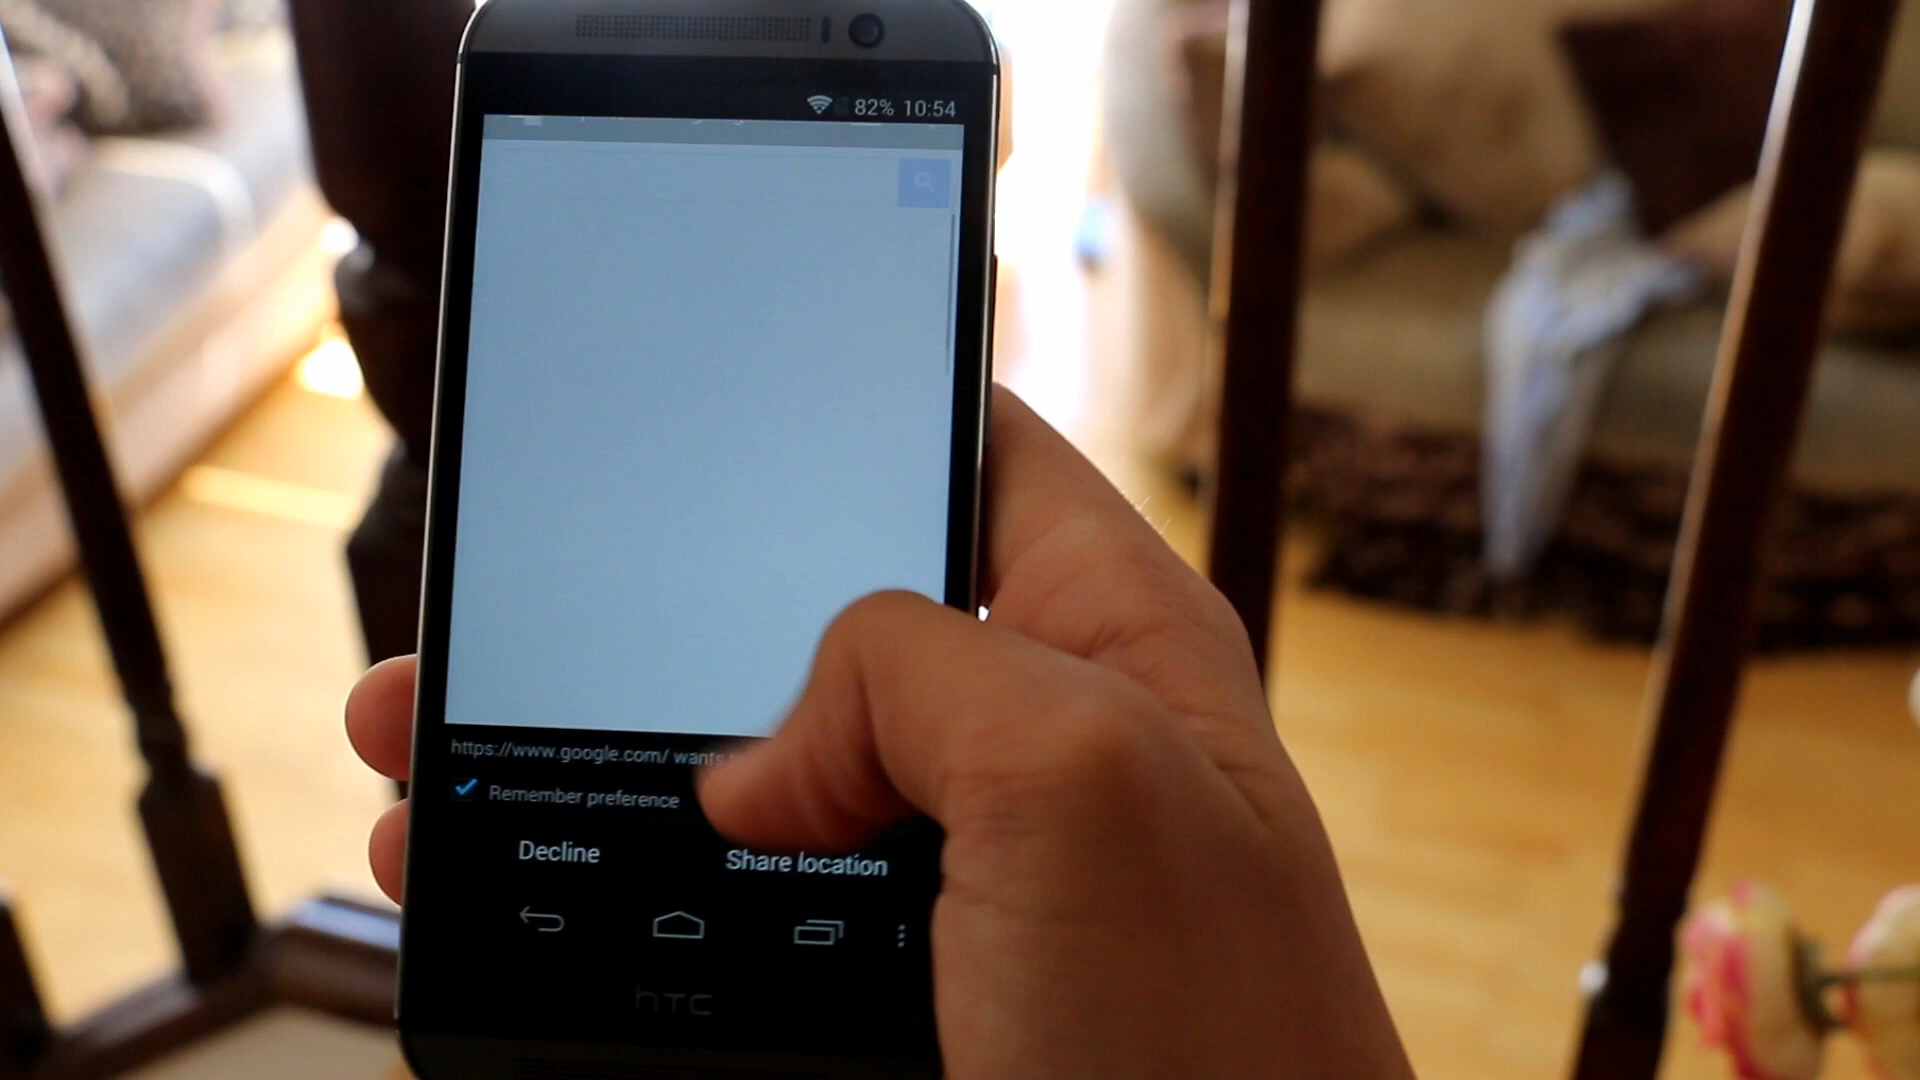 82% 10:54
https://www.google.com/ wants
Remember preference
Decline Share location
hTC